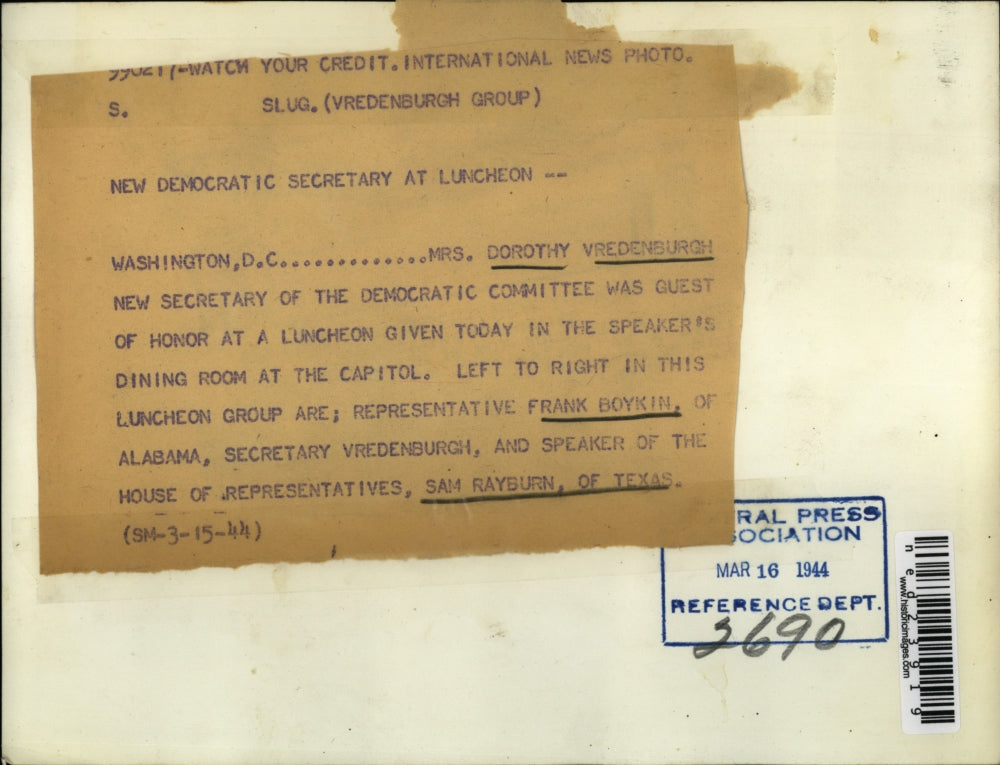 990217-WATCH YOUR CREDIT. INTERNATIONAL NEWS PHOTO.
S. SLUG. (VREDENBURGH GROUP)
NEW DEMOCRATIC SECRETARY AT LUNCHEON --
WASHINGTON, D.C..............MRS. DOROTHY VREDENBURGH
NEW SECRETARY OF THE DEMOCRATIC COMMITTEE WAS GUEST
OF HONOR AT A LUNCHEON GIVEN TODAY IN THE SPEAKER'S
DINING ROOM AT THE CAPITOL. LEFT TO RIGHT IN THIS
LUNCHEON GROUP ARE; REPRESENTATIVE FRANK BOYKIN, OF
ALABAMA, SECRETARY VREDENBURGH, AND SPEAKER OF THE
HOUSE OF REPRESENTATIVES, SAM RAYBURN, OF TEXAS.
(SM-3-15-44)
RAL PRESS
OCIATION
MAR 16 1944
REFERENCE DEPT.
2690
www.historicimages.com
ned23919